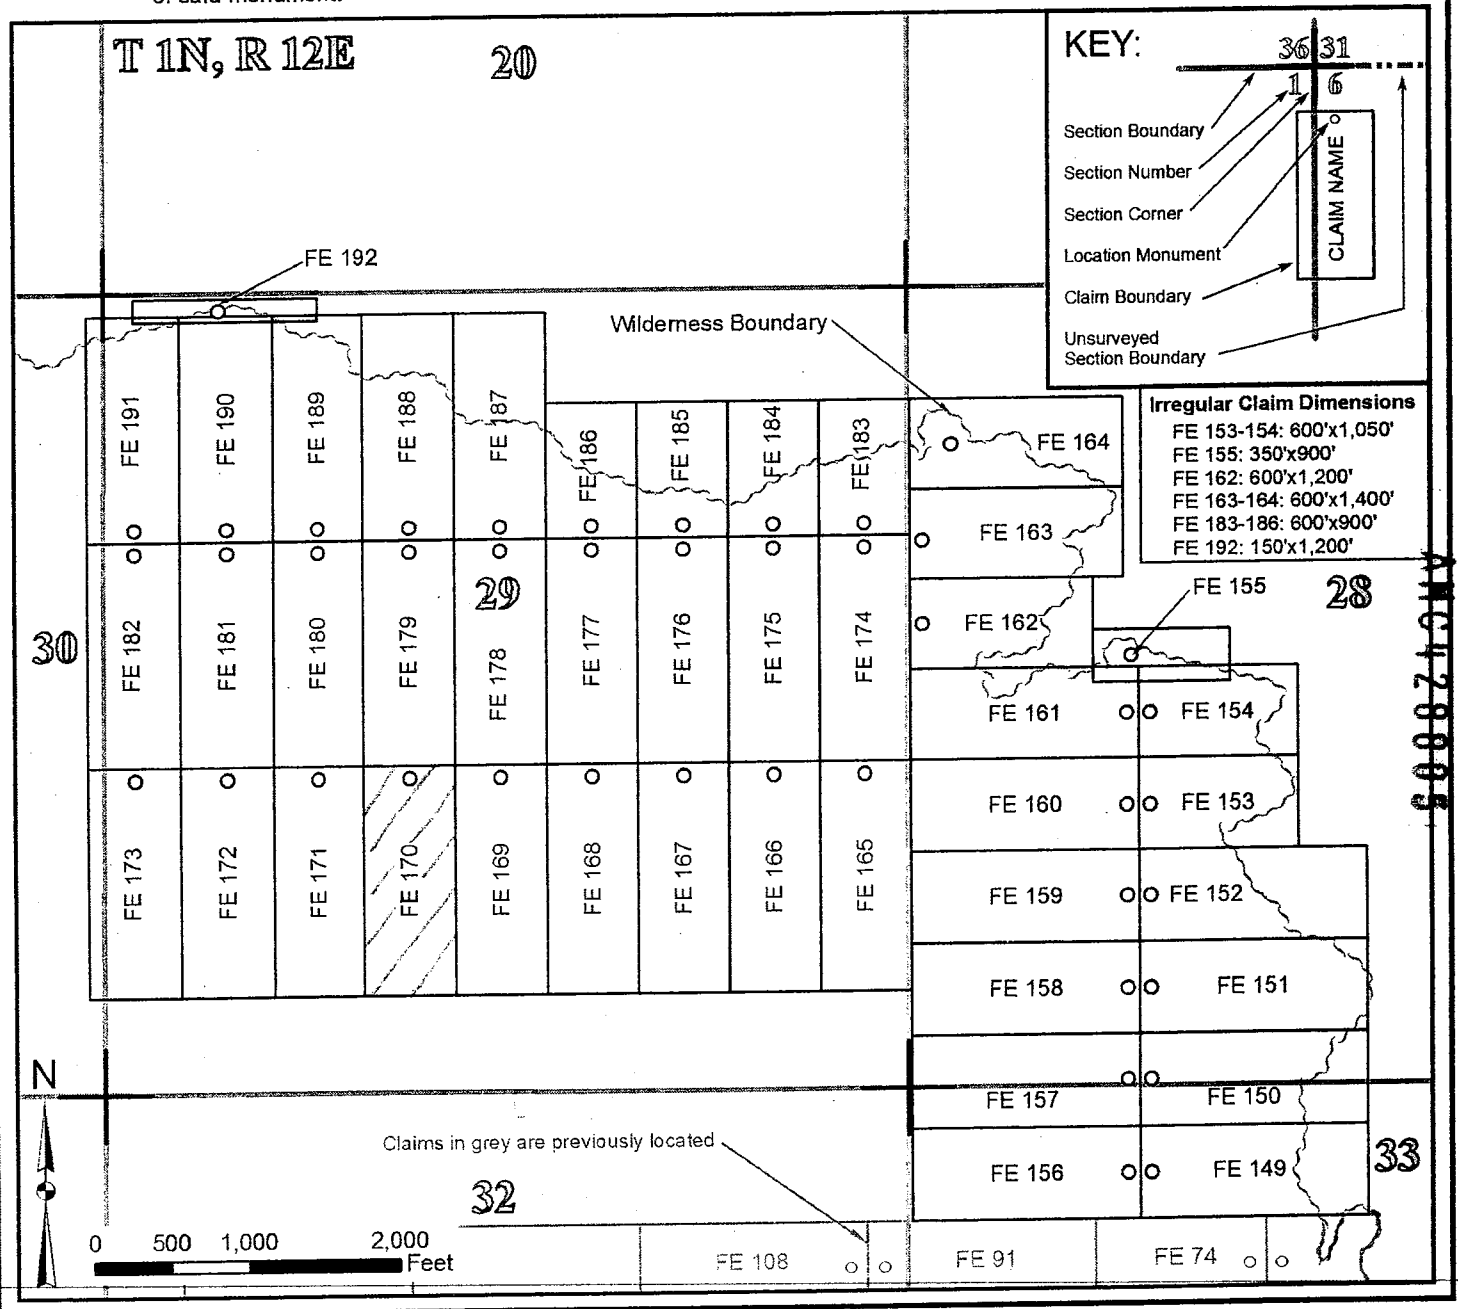 of said monument.
T 1N, R 12E
20
KEY:
36 31
1 6
Section Boundary
Section Number
Section Corner
Location Monument
Claim Boundary
Unsurveyed
Section Boundary
CLAIM NAME
FE 192
Wilderness Boundary
Irregular Claim Dimensions
FE 153-154: 600'x1,050'
FE 155: 350'x900'
FE 162: 600'x1,200'
FE 163-164: 600'x1,400'
FE 183-186: 600'x900'
FE 192: 150'x1,200'
FE 191
FE 190
FE 189
FE 188
FE 187
FE 186
FE 185
FE 184
FE 183
FE 164
FE 163
29
28
30
FE 155
FE 182
FE 181
FE 180
FE 179
FE 178
FE 177
FE 176
FE 175
FE 174
FE 162
FE 161
FE 154
FE 160
FE 153
FE 173
FE 172
FE 171
FE 170
FE 169
FE 168
FE 167
FE 166
FE 165
FE 159
FE 152
FE 158
FE 151
FE 157
FE 150
FE 156
FE 149
33
N
Claims in grey are previously located
32
0 500 1,000 2,000
Feet
FE 108
FE 91
FE 74